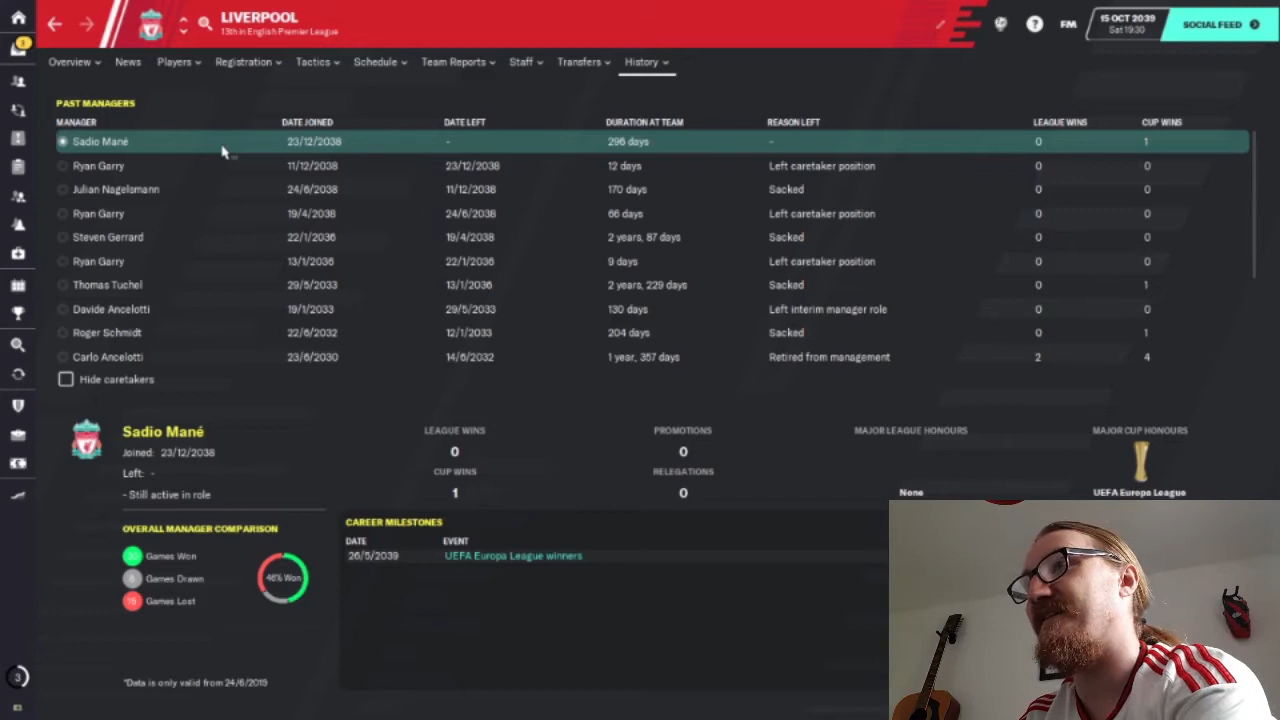 LIVERPOOL
13th in English Premier League
FM
15 OCT 2039
Sat 19:30
SOCIAL FEED
Overview
News
Players
Registration
Tactics
Schedule
Team Reports
Staff
Transfers
History
PAST MANAGERS
MANAGER DATE JOINED DATE LEFT DURATION AT TEAM REASON LEFT LEAGUE WINS CUP WINS
Sadio Mané 23/12/2038 - 296 days - 0 1
Ryan Garry 11/12/2038 23/12/2038 12 days Left caretaker position 0 0
Julian Nagelsmann 24/6/2038 11/12/2038 170 days Sacked 0 0
Ryan Garry 19/4/2038 24/6/2038 66 days Left caretaker position 0 0
Steven Gerrard 22/1/2036 19/4/2038 2 years, 87 days Sacked 0 0
Ryan Garry 13/1/2036 22/1/2036 9 days Left caretaker position 0 0
Thomas Tuchel 29/5/2033 13/1/2036 2 years, 229 days Sacked 0 1
Davide Ancelotti 19/1/2033 29/5/2033 130 days Left interim manager role 0 0
Roger Schmidt 22/6/2032 12/1/2033 204 days Sacked 0 1
Carlo Ancelotti 23/6/2030 14/6/2032 1 year, 357 days Retired from management 2 4
Hide caretakers
Sadio Mané
Joined: 23/12/2038
Left: -
- Still active in role
LEAGUE WINS
0
CUP WINS
1
PROMOTIONS
0
RELEGATIONS
0
MAJOR LEAGUE HONOURS
None
MAJOR CUP HONOURS
UEFA Europa League
OVERALL MANAGER COMPARISON
Games Won
Games Drawn
Games Lost
46% Won
CAREER MILESTONES
DATE EVENT
26/5/2039 UEFA Europa League winners
*Data is only valid from 24/6/2019
3